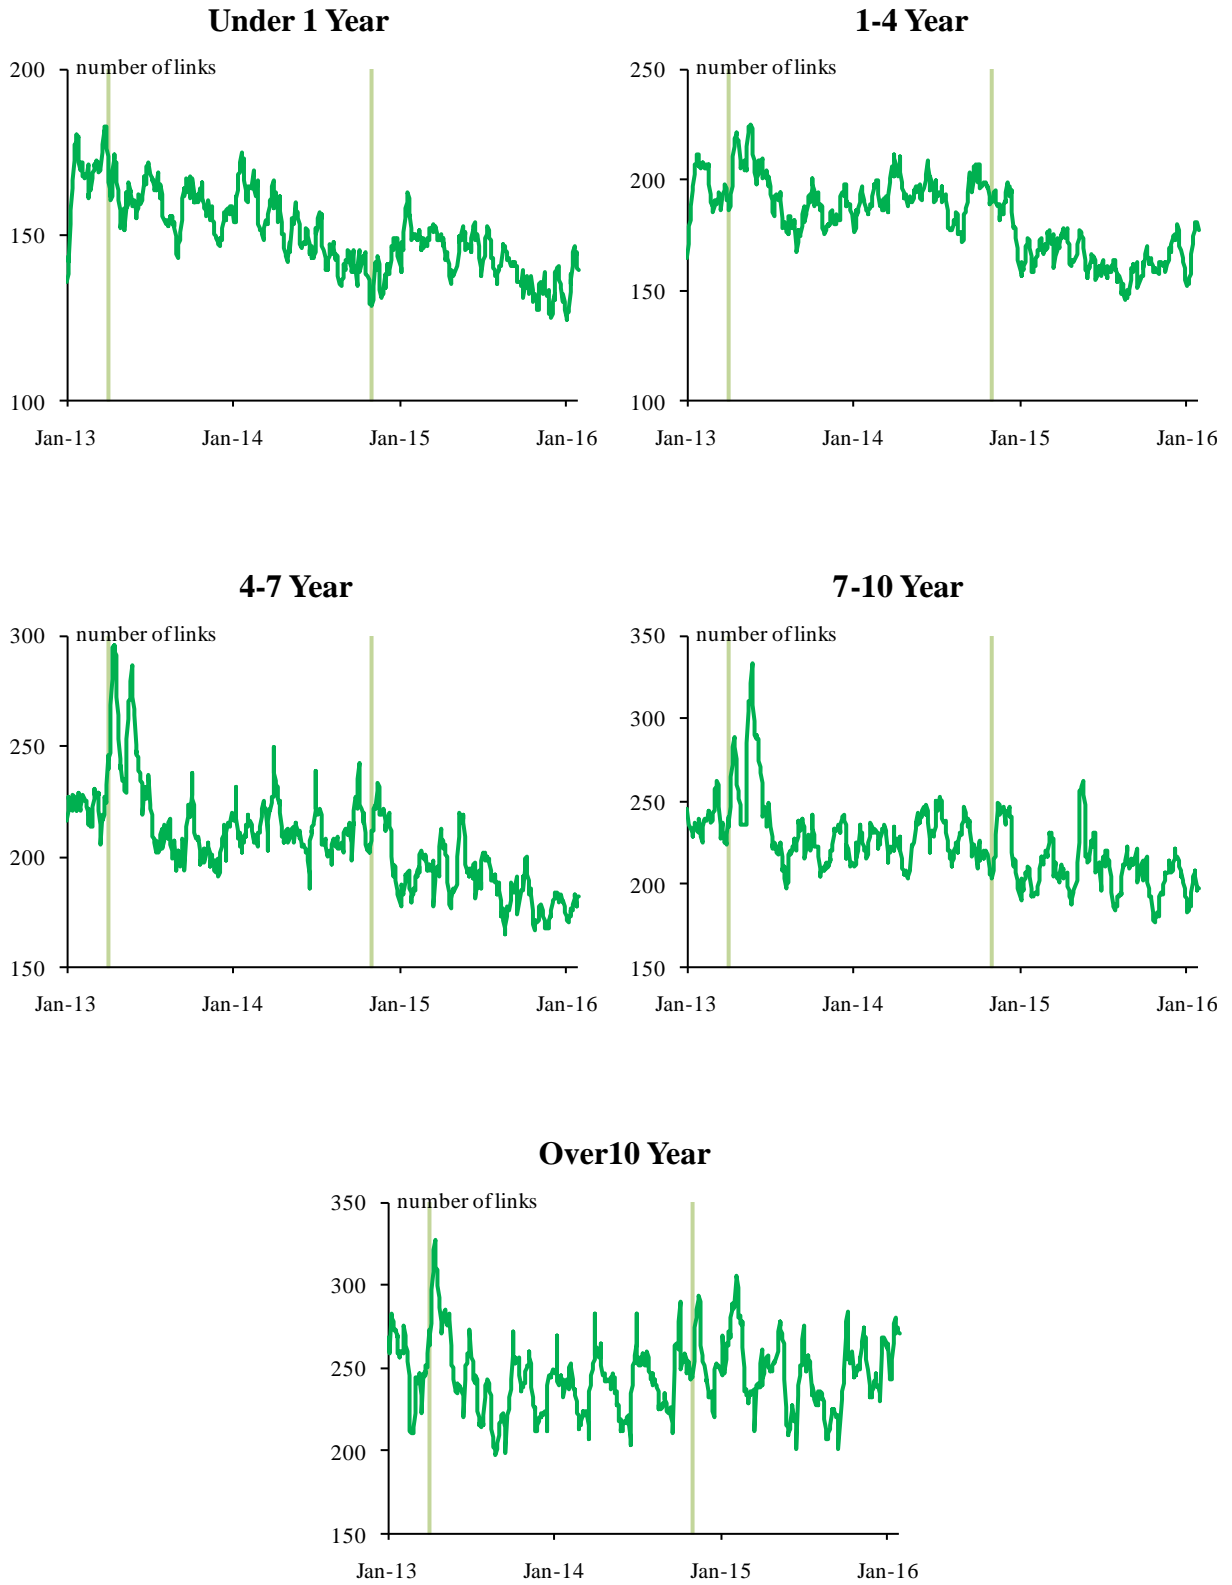 Under 1 Year
number of links
200
150
100
Jan-13 Jan-14 Jan-15 Jan-16
1-4 Year
number of links
250
200
150
100
Jan-13 Jan-14 Jan-15 Jan-16
4-7 Year
number of links
300
250
200
150
Jan-13 Jan-14 Jan-15 Jan-16
7-10 Year
number of links
350
300
250
200
150
Jan-13 Jan-14 Jan-15 Jan-16
Over10 Year
number of links
350
300
250
200
150
Jan-13 Jan-14 Jan-15 Jan-16